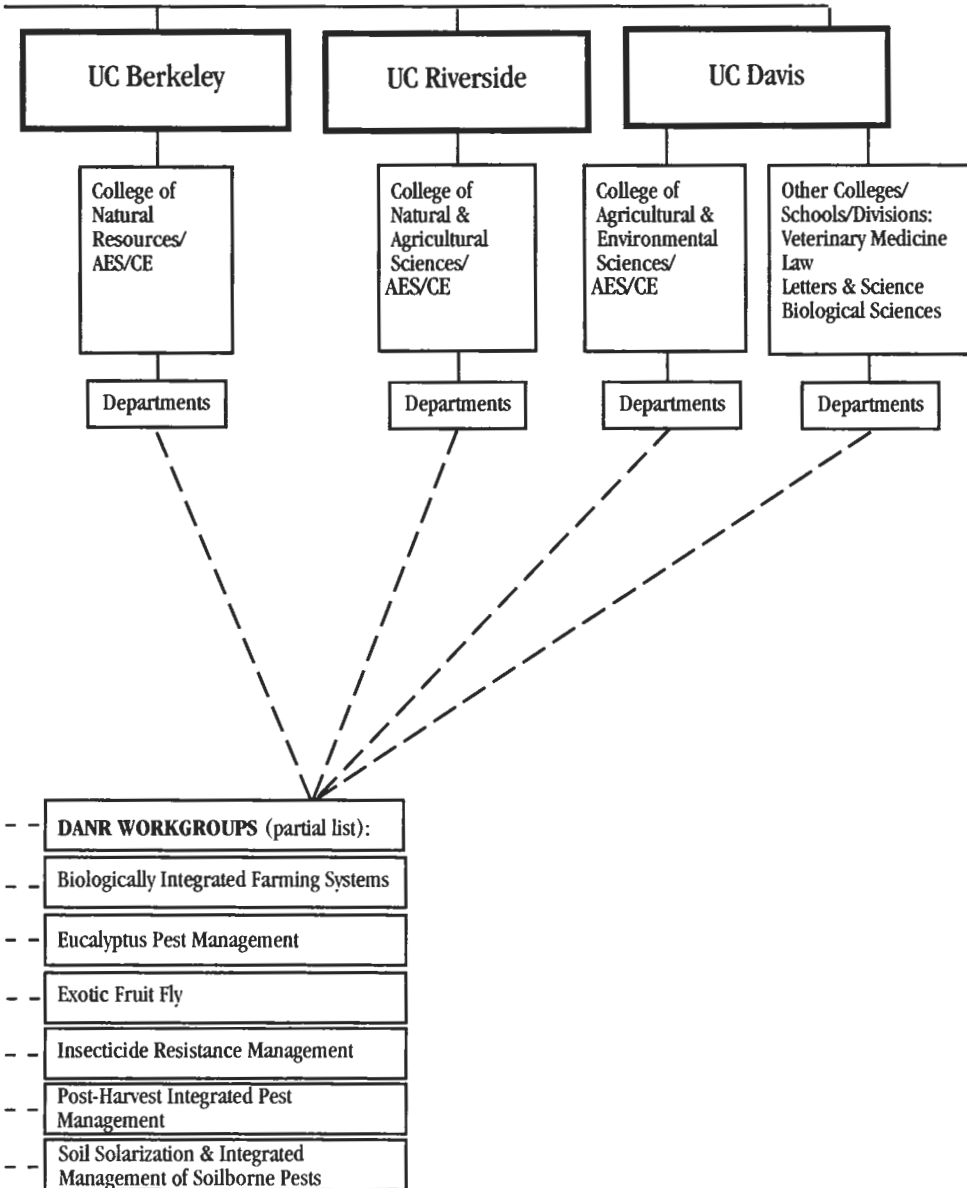 UC Berkeley
UC Riverside
UC Davis
College of
Natural
Resources/
AES/CE
College of
Natural &
Agricultural
Sciences/
AES/CE
College of
Agricultural &
Environmental
Sciences/
AES/CE
Other Colleges/
Schools/Divisions:
Veterinary Medicine
Law
Letters & Science
Biological Sciences
Departments
Departments
Departments
Departments
DANR WORKGROUPS (partial list):
Biologically Integrated Farming Systems
Eucalyptus Pest Management
Exotic Fruit Fly
Insecticide Resistance Management
Post-Harvest Integrated Pest
Management
Soil Solarization & Integrated
Management of Soilborne Pests